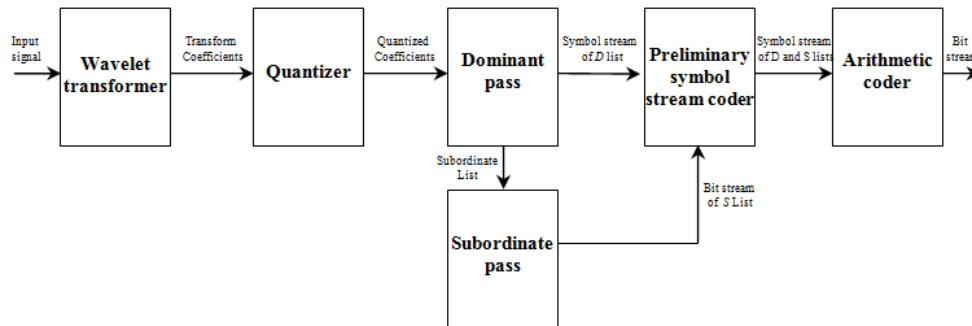 Input
signal
Wavelet
transformer
Transform
Coefficients
Quantizer
Quantized
Coefficients
Dominant
pass
Symbol stream
of D list
Preliminary
symbol
stream coder
Symbol stream
of D and S lists
Arithmetic
coder
Bit
stream
Subordinate
List
Subordinate
pass
Bit stream
of S List